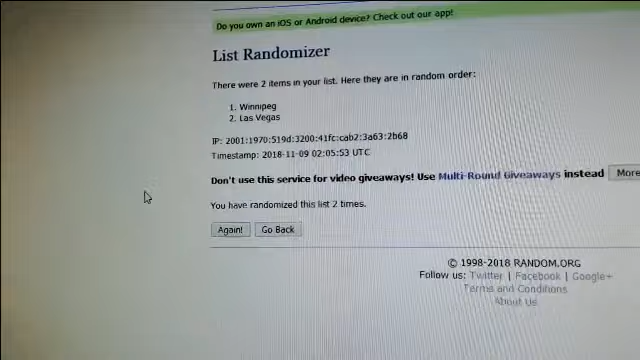 Do you own an iOS or Android device? Check out our app!
List Randomizer
There were 2 items in your list. Here they are in random order:
1. Winnipeg
2. Las Vegas
IP: 2001:1970:519d:3200:41fc:cab2:3a63:2b68
Timestamp: 2018-11-09 02:05:53 UTC
Don't use this service for video giveaways! Use Multi-Round Giveaways instead More
You have randomized this list 2 times.
Again! Go Back
© 1998-2018 RANDOM.ORG
Follow us: Twitter | Facebook | Google+
Terms and Conditions
About Us